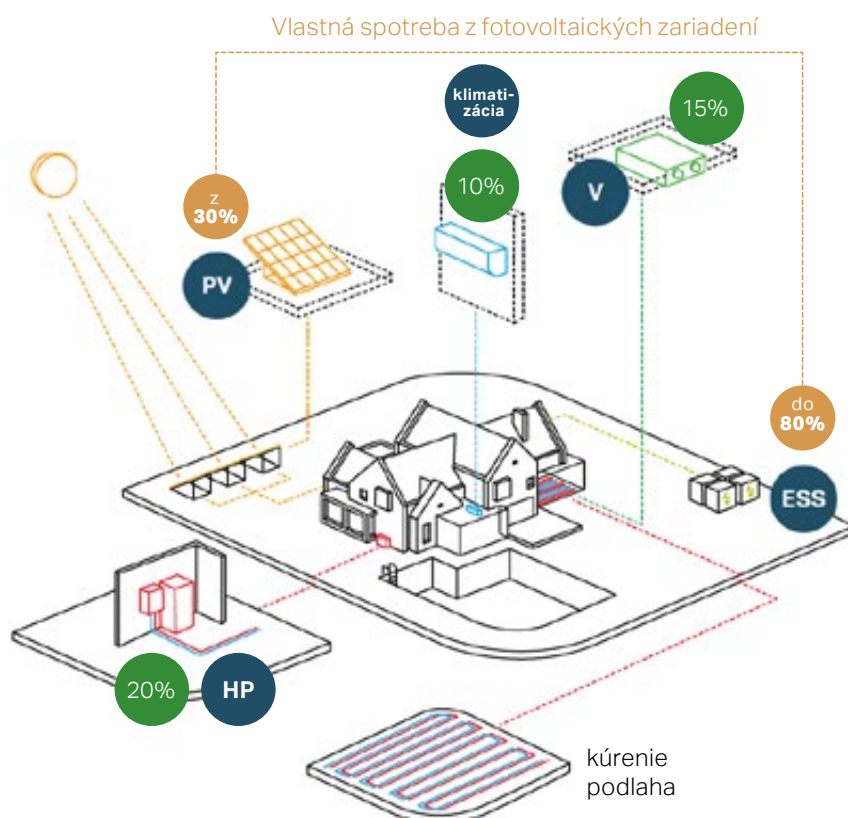 Vlastná spotreba z fotovoltaických zariadení
klimati-
zácia
15%
10%
V
z
30%
PV
do
80%
ESS
20%
HP
kúrenie
podlaha